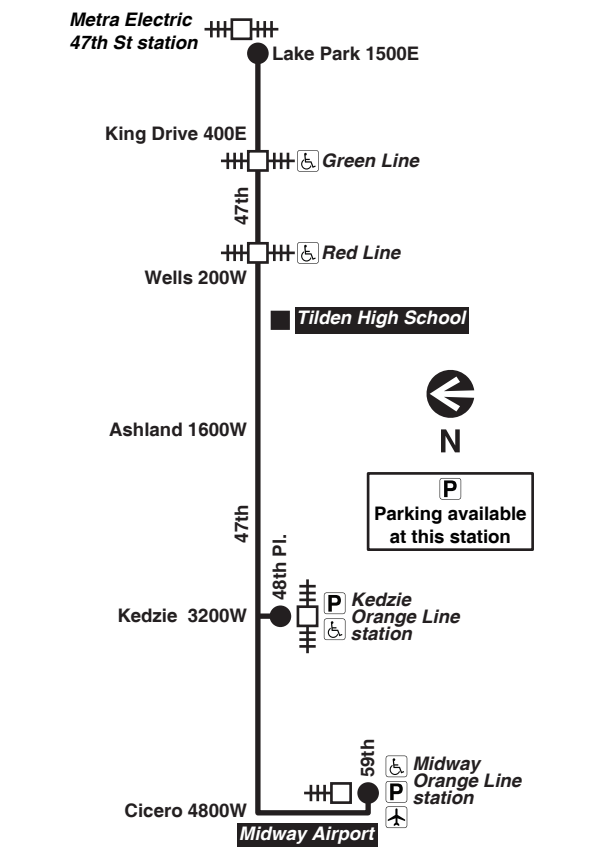 Metra Electric
47th St station
Lake Park 1500E
King Drive 400E
Green Line
47th
Red Line
Wells 200W
Tilden High School
Ashland 1600W
N
P
Parking available
at this station
47th
48th Pl.
Kedzie  3200W
P
Kedzie
Orange Line
station
59th
P
Midway
Orange Line
station
Cicero 4800W
Midway Airport